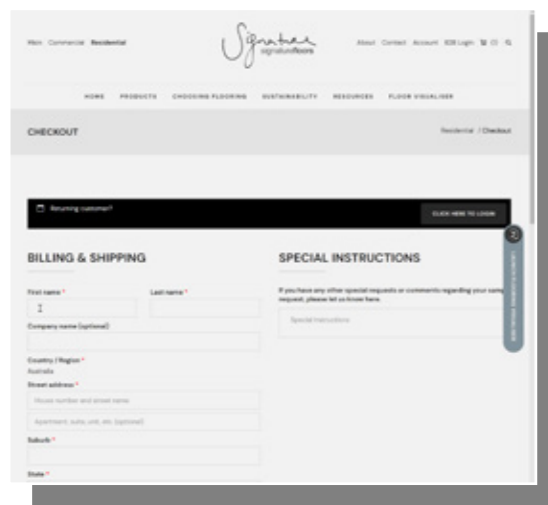 Main Commercial Residential
Signature
signaturefloors
About Contact Account B2B Login
HOME PRODUCTS CHOOSING FLOORING SUSTAINABILITY RESOURCES FLOOR VISUALISER
CHECKOUT
Residential / Checkout
Returning customer?
CLICK HERE TO LOGIN
BILLING & SHIPPING
SPECIAL INSTRUCTIONS
First name * Last name *
If you have any other special requests or comments regarding your
request, please let us know here.
Special instructions
Company name (optional)
Country / Region *
Australia
Street address *
House number and street name
Apartment, suite, unit, etc. (optional)
Suburb *
State *